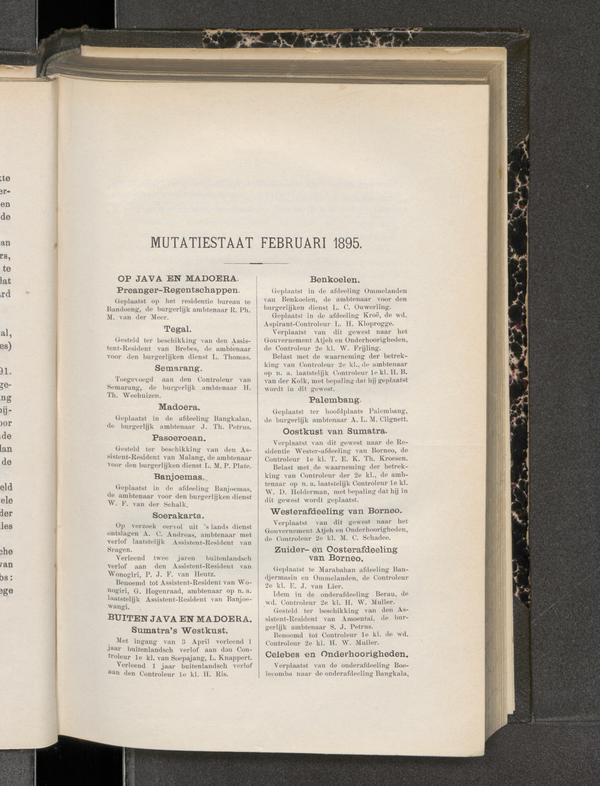 MUTATIESTAAT FEBRUARI 1895.
OP JAVA EN MADOERA.
Preanger-Regentschappen.
Geplaatst op het residentie bureau te
Bandoeng, de burgerlijk ambtenaar R. Ph.
M. van der Meer.
Tegal.
Gesteld ter beschikking van den Assis-
tent-Resident van Brebes, de ambtenaar
voor den burgerlijken dienst L. Thomas.
Semarang.
Toegevoegd aan den Controleur van
Semarang, de burgerlijk ambtenaar H.
Th. Weehuizen.
Madoera.
Geplaatst in de afdeeling Bangkalan,
de burgerlijk ambtenaar J. Th. Petrus.
Pasoeroean.
Gesteld ter beschikking van den As-
sistent-Resident van Malang, de ambtenaar
voor den burgerlijken dienst L. M. P. Plate.
Banjoemas.
Geplaatst in de afdeeling Banjoemas,
de ambtenaar voor den burgerlijken dienst
W. F. van der Schalk.
Soerakarta.
Op verzoek eervol uit 's lands dienst
ontslagen A. C. Andreas, ambtenaar met
verlof laatstelijk Assistent-Resident van
Sragen.
Verleend twee jaren buitenlandsch
verlof aan den Assistent-Resident van
Wonogiri, P. J. F. van Heutz.
Benoemd tot Assistent-Resident van Wo-
nogiri, G. Hogenraad, ambtenaar op n. a.
laatstelijk Assistent-Resident van Banjoe-
wangi.
BUITEN JAVA EN MADOERA.
Sumatra's Westkust.
Met ingang van 3 April verleend 1
jaar buitenlandsch verlof aan den Con-
troleur 1e kl. van Soepajang, L. Knappert.
Verleend 1 jaar buitenlandsch verlof
aan den Controleur 1e kl. H. Ris.
Benkoelen.
Geplaatst in de afdeeling Ommelanden
van Benkoelen, de ambtenaar voor den
burgerlijken dienst L. C. Ouwerling.
Geplaatst in de afdeeling Kroë, de wd.
Aspirant-Controleur L. H. Kloprogge.
Verplaatst van dit gewest naar het
Gouvernement Atjeh en Onderhoorigheden,
de Controleur 2e kl. W. Frijling.
Belast met de waarneming der betrek-
king van Controleur 2e kl., de ambtenaar
op n. a. laatstelijk Controleur 1e kl. H. B.
van der Kolk, met bepaling dat hij geplaatst
wordt in dit gewest.
Palembang.
Geplaatst ter hoofdplaats Palembang,
de burgerlijk ambtenaar A. L. M. Clignett.
Oostkust van Sumatra.
Verplaatst van dit gewest naar de Re-
sidentie Wester-afdeeling van Borneo, de
Controleur 1e kl. T. E. K. Th. Kroesen.
Belast met de waarneming der betrek-
king van Controleur der 2e kl., de amb-
tenaar op n. a. laatstelijk Controleur 1e kl.
W. D. Helderman, met bepaling dat hij in
dit gewest wordt geplaatst.
Westerafdeeling van Borneo.
Verplaatst van dit gewest naar het
Gouvernement Atjeh en Onderhoorigheden,
de Controleur 2e kl. M. C. Schadee.
Zuider- en Oosterafdeeling
van Borneo.
Geplaatst te Marabahan afdeeling Ban-
djermasin en Ommelanden, de Controleur
2e kl. E. J. van Lier.
Idem in de onderafdeeling Berau, de
wd. Controleur 2e kl. H. W. Muller.
Gesteld ter beschikking van den As-
sistent-Resident van Amoentai, de bur-
gerlijk ambtenaar S. J. Petrus.
Benoemd tot Controleur 1e kl. de wd.
Controleur 2e kl. H. W. Muller.
Celebes en Onderhoorigheden.
Verplaatst van de onderafdeeling Boe-
lecomba naar de onderafdeeling Bangkala,